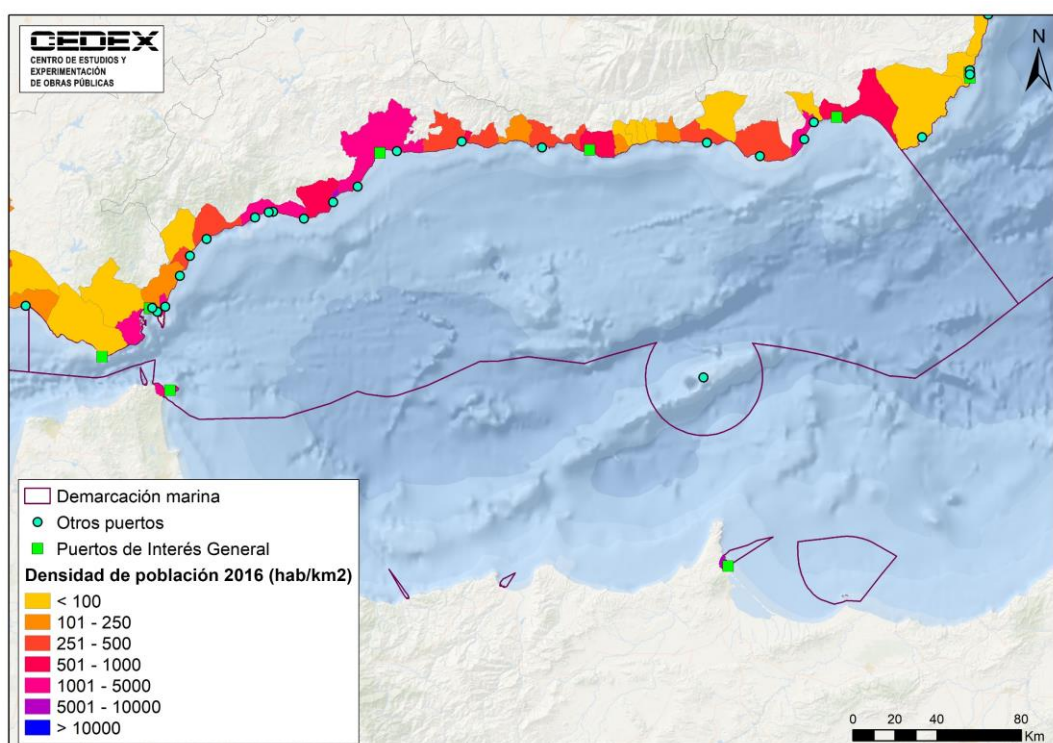 CEDEX
CENTRO DE ESTUDIOS Y
EXPERIMENTACIÓN
DE OBRAS PÚBLICAS
N
Demarcación marina
Otros puertos
Puertos de Interés General
Densidad de población 2016 (hab/km2)
< 100
101 - 250
251 - 500
501 - 1000
1001 - 5000
5001 - 10000
> 10000
0 20 40 80
Km